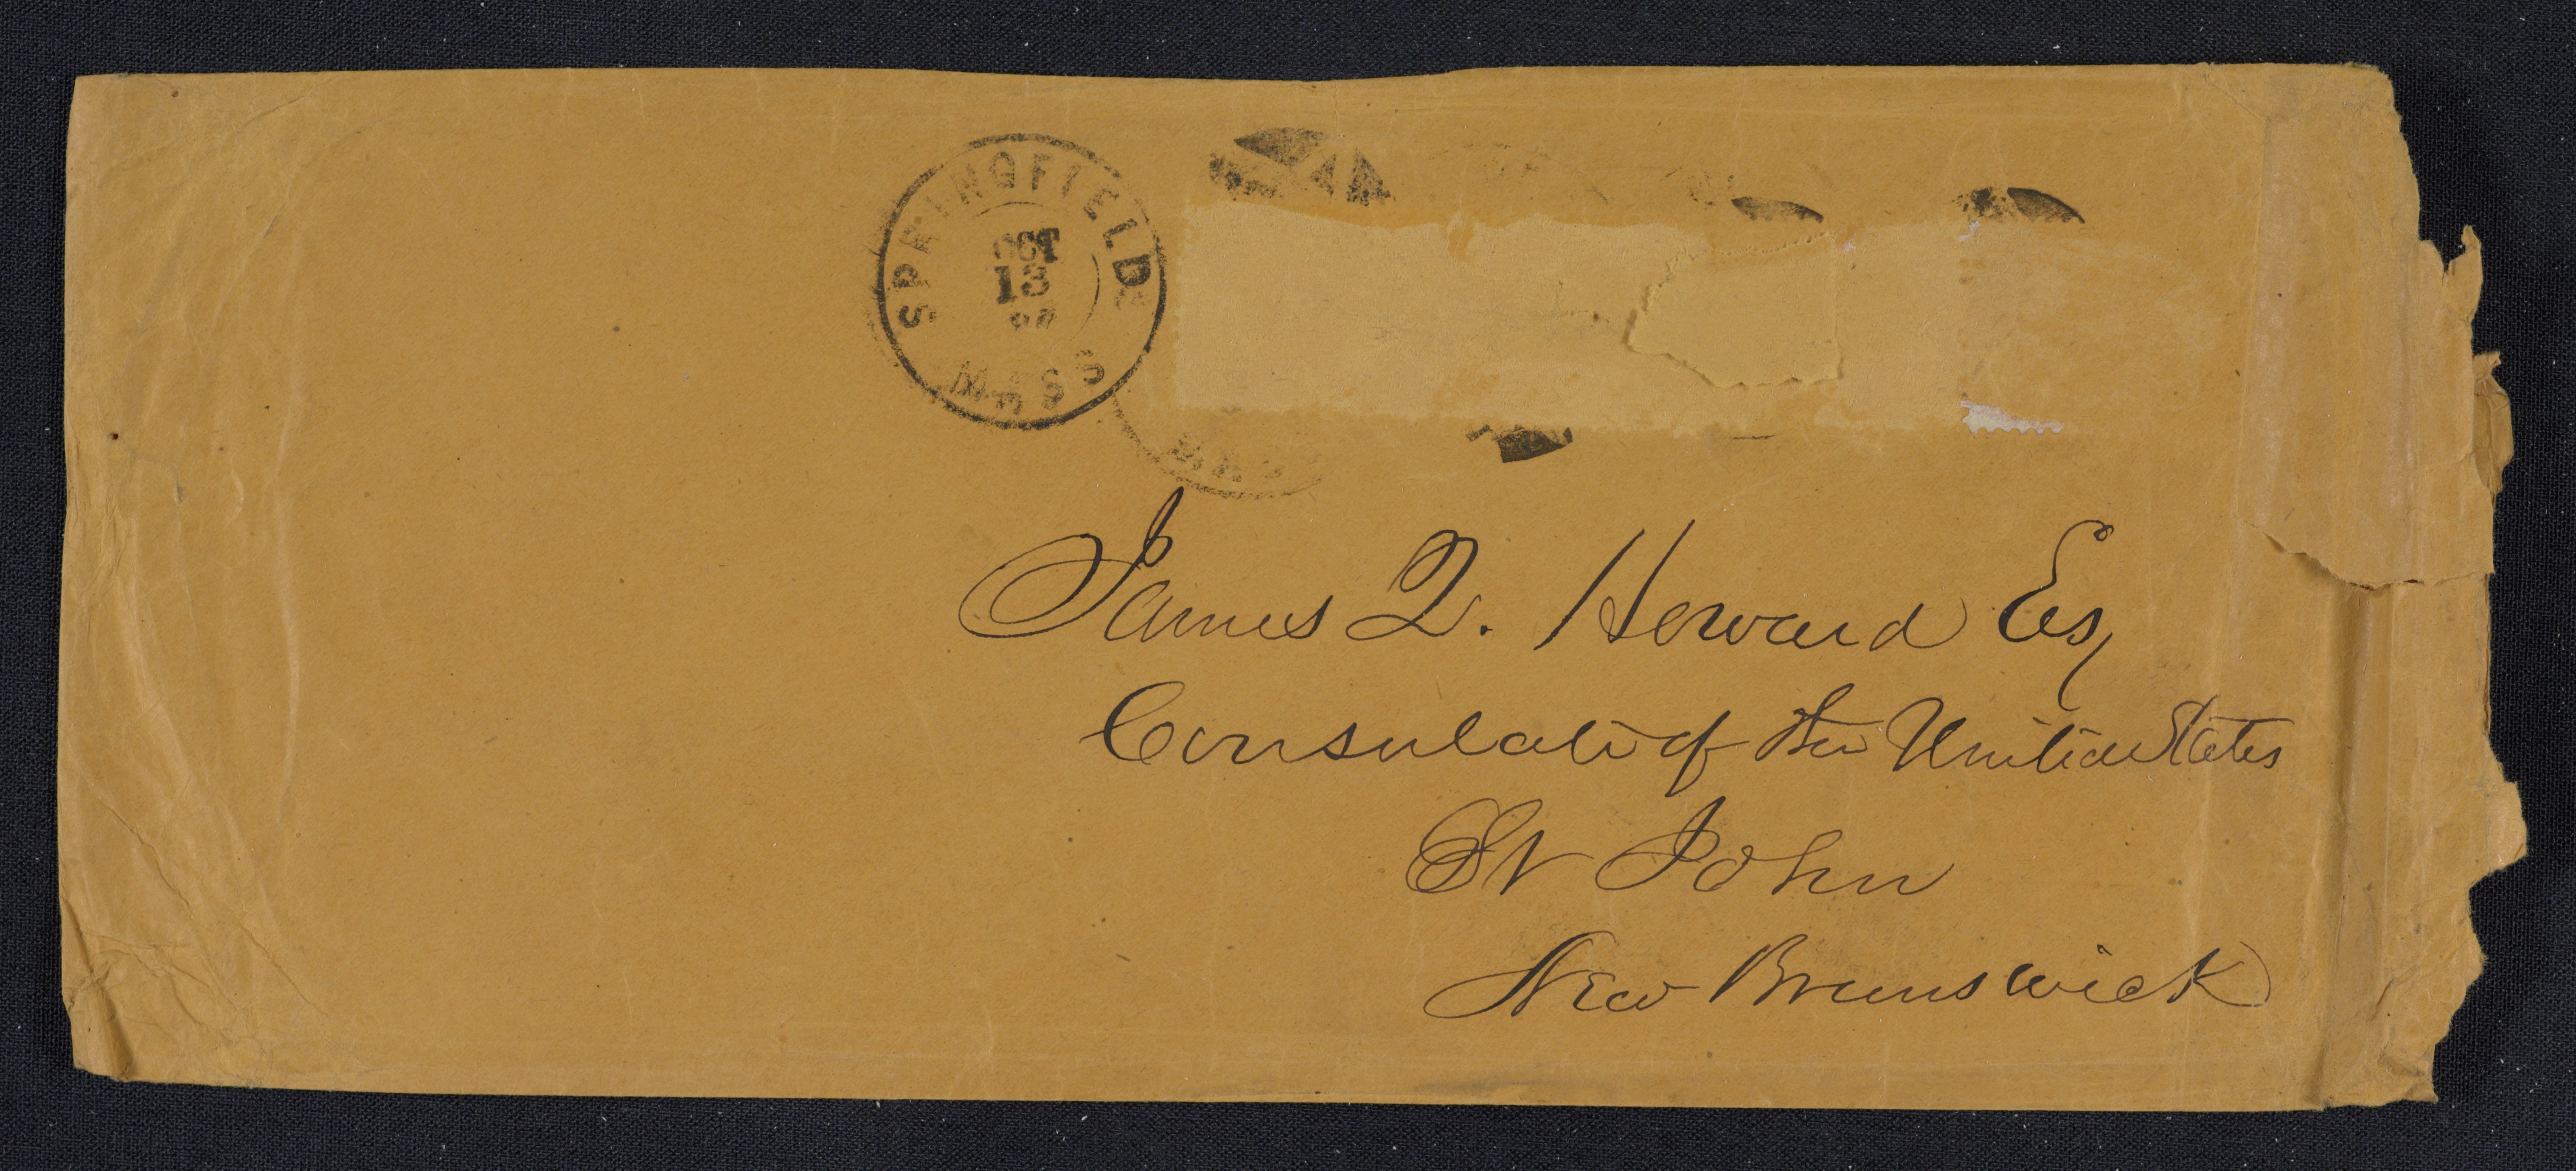 SPRINGFIELD
OCT
13
MASS
James Q. Howard Esq
Consulate of the United States
St John
New Brunswick